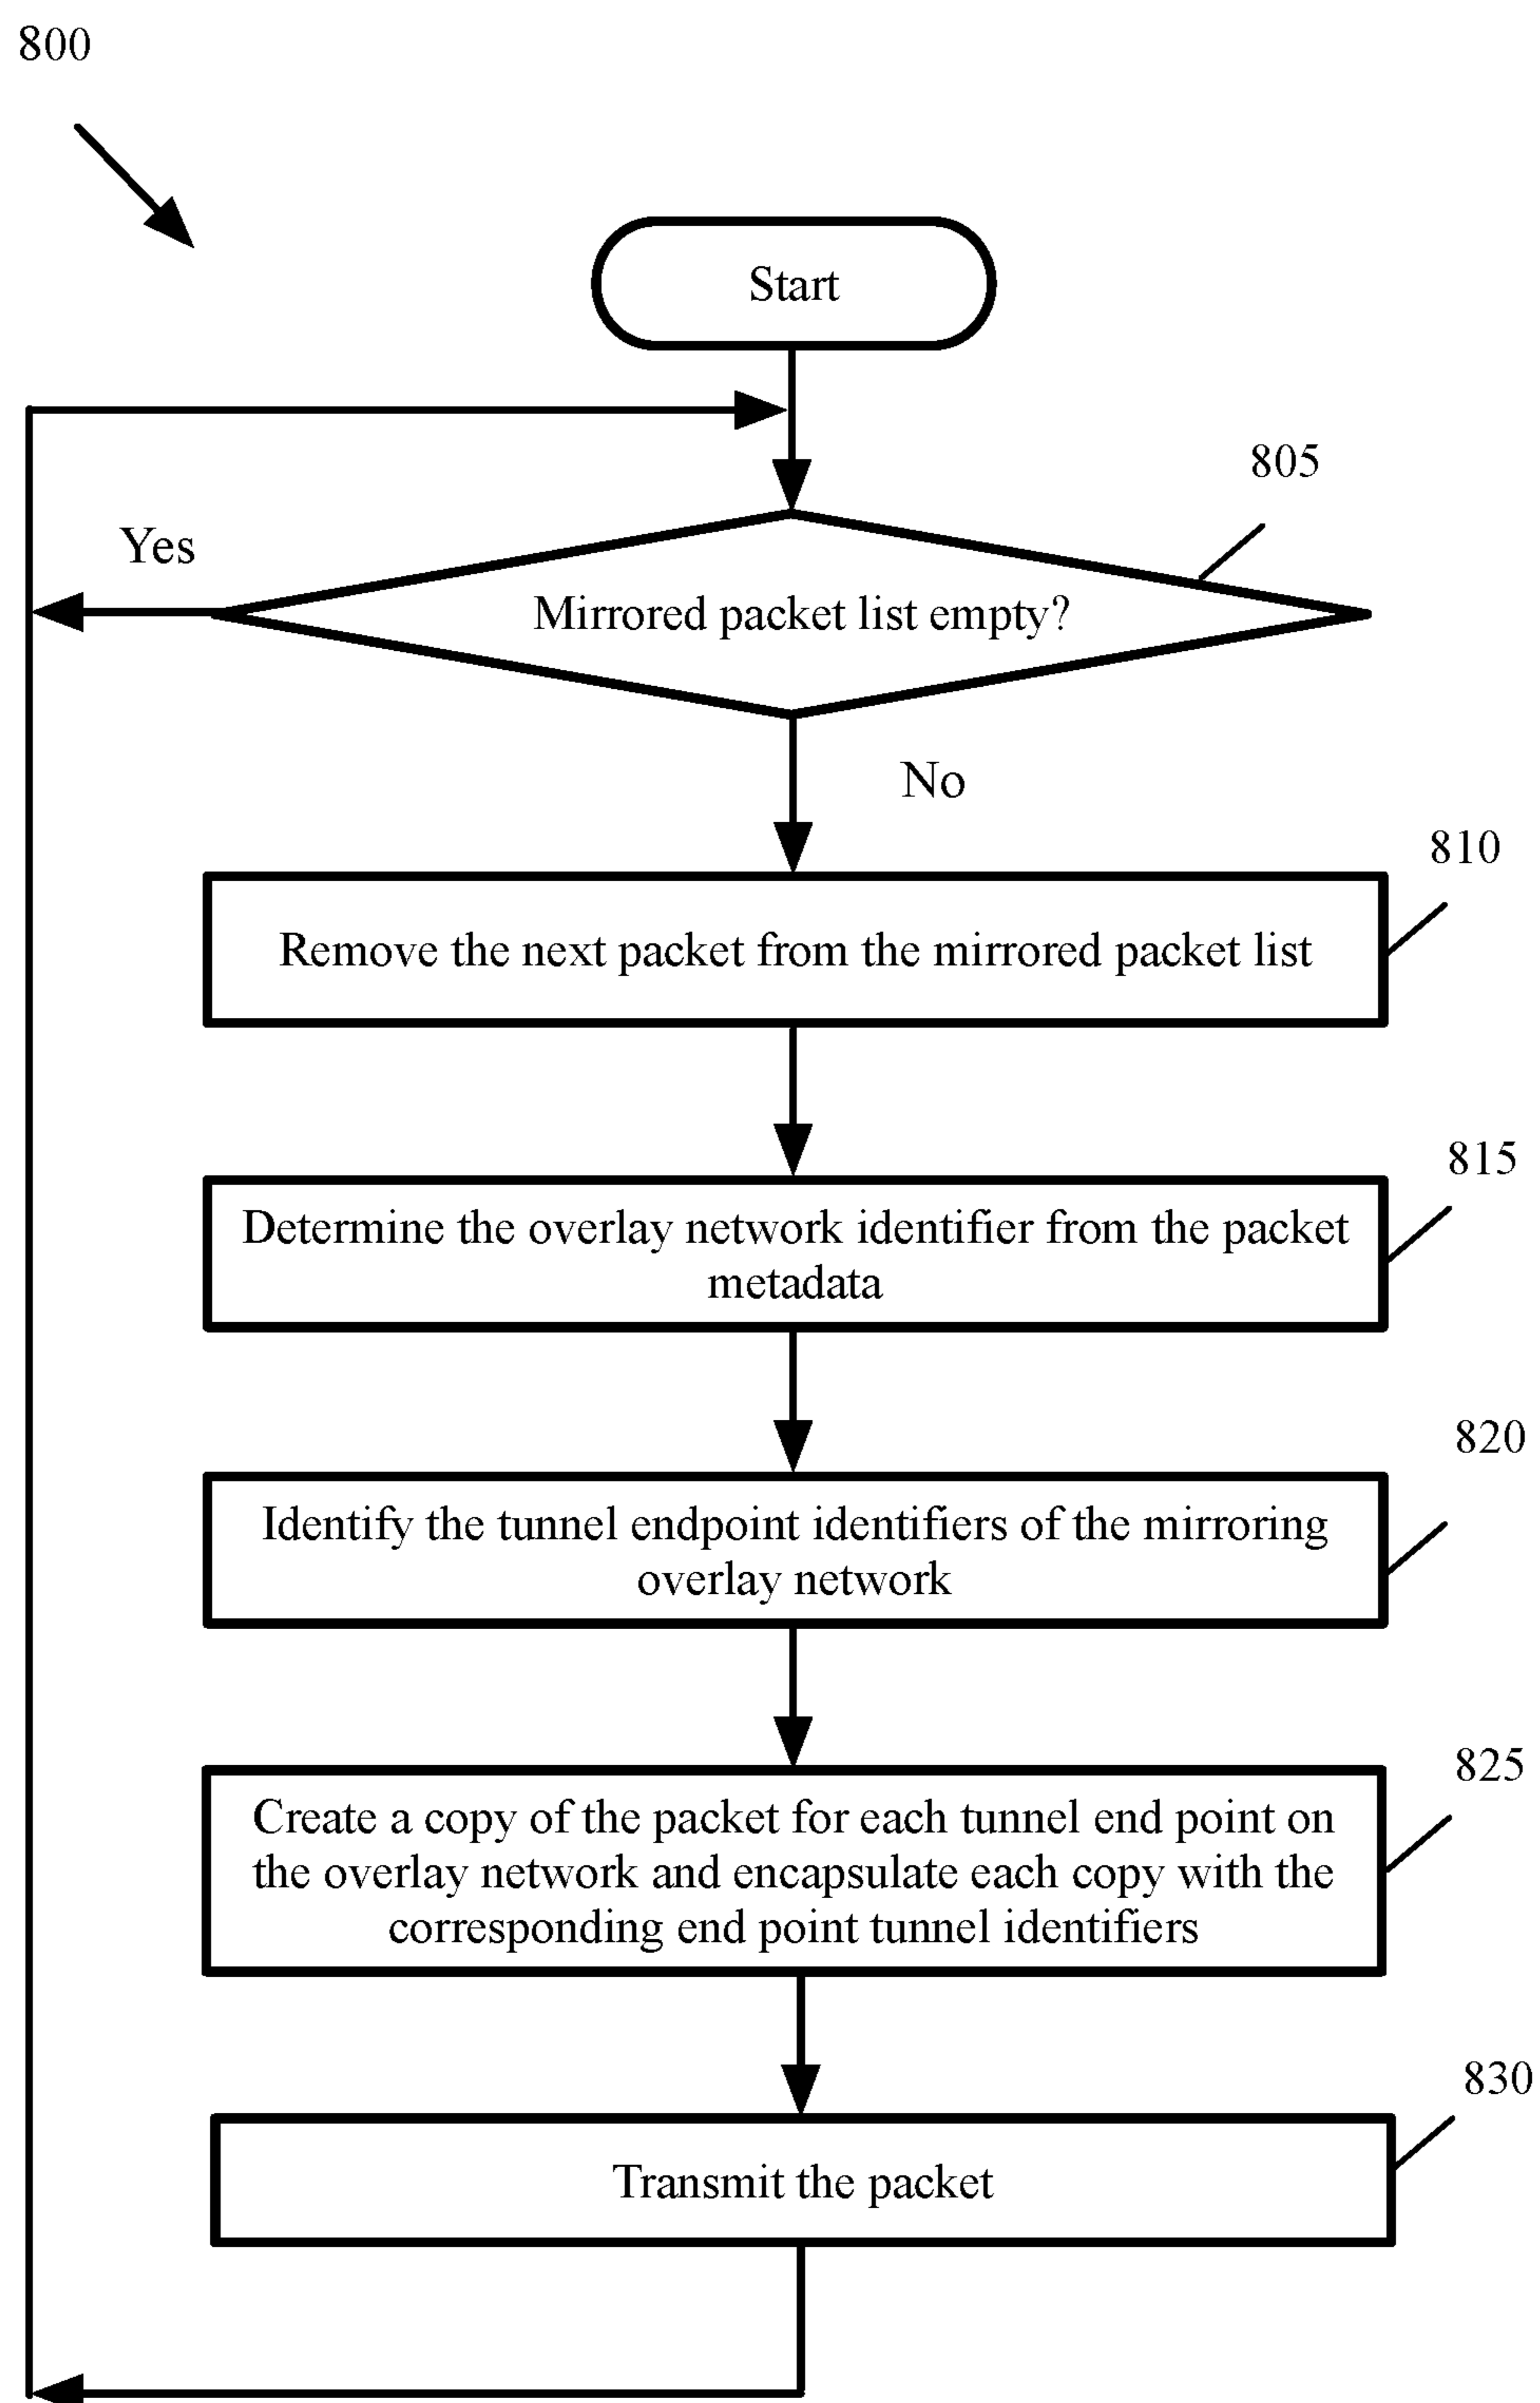 800
Start
805
Yes
Mirrored packet list empty?
No
810
Remove the next packet from the mirrored packet list
815
Determine the overlay network identifier from the packet
metadata
820
Identify the tunnel endpoint identifiers of the mirroring
overlay network
825
Create a copy of the packet for each tunnel end point on
the overlay network and encapsulate each copy with the
corresponding end point tunnel identifiers
830
Transmit the packet